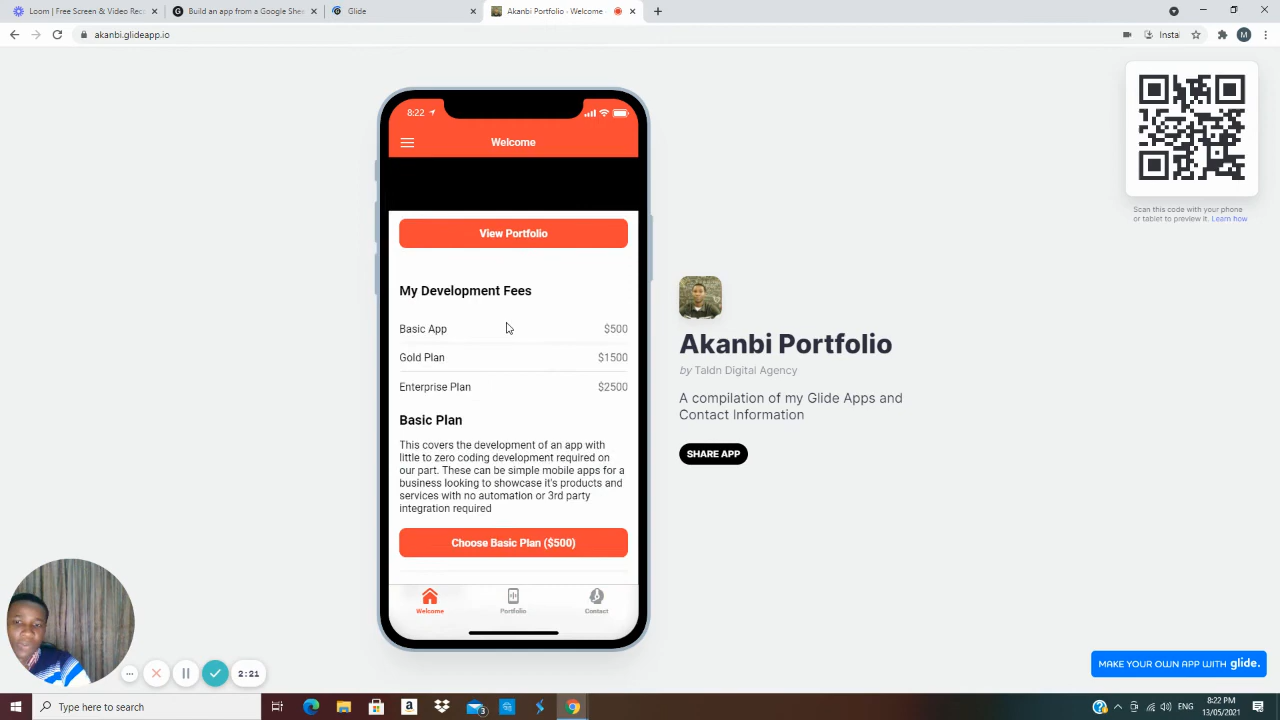 Loom | Free Screen & Video Rec
Build an app from a Google Shee
Glide
Akanbi Portfolio - Video Reco
akanbi.glideapp.io
Instal
M
8:22
Welcome
View Portfolio
My Development Fees
Basic App $500
Gold Plan $1500
Enterprise Plan $2500
Basic Plan
This covers the development of an app with
little to zero coding development required on
our part. These can be simple mobile apps for a
business looking to showcase it's products and
services with no automation or 3rd party
integration required
Choose Basic Plan ($500)
Welcome Portfolio Contact
Scan this code with your phone
or tablet to preview it. Learn how
Akanbi Portfolio
by Taldn Digital Agency
A compilation of my Glide Apps and
Contact Information
SHARE APP
MAKE YOUR OWN APP WITH glide.
2:21
Type here to search
3
ENG
8:22 PM
13/05/2021